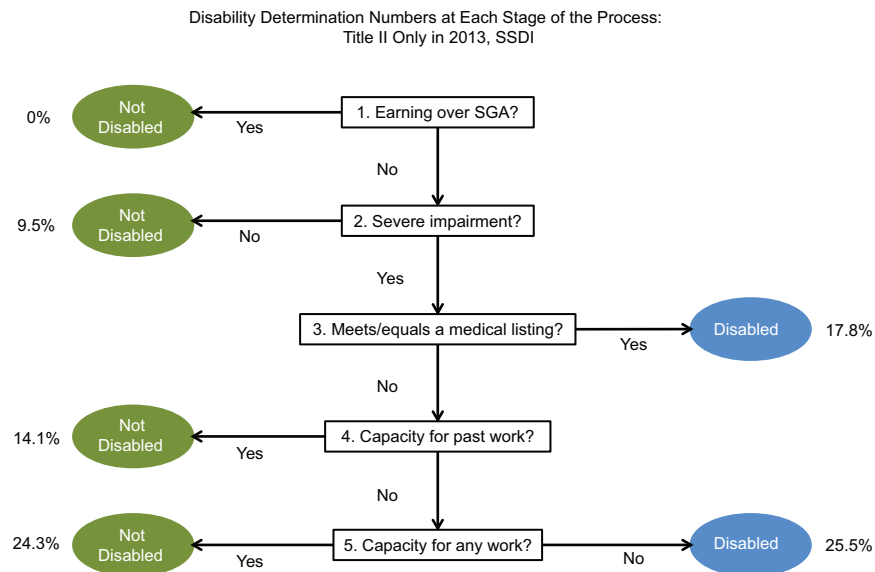 Disability Determination Numbers at Each Stage of the Process:
Title II Only in 2013, SSDI
0%
Not
Disabled
Yes
1. Earning over SGA?
No
9.5%
Not
Disabled
No
2. Severe impairment?
Yes
3. Meets/equals a medical listing?
Yes
Disabled
17.8%
No
14.1%
Not
Disabled
Yes
4. Capacity for past work?
No
24.3%
Not
Disabled
Yes
5. Capacity for any work?
No
Disabled
25.5%